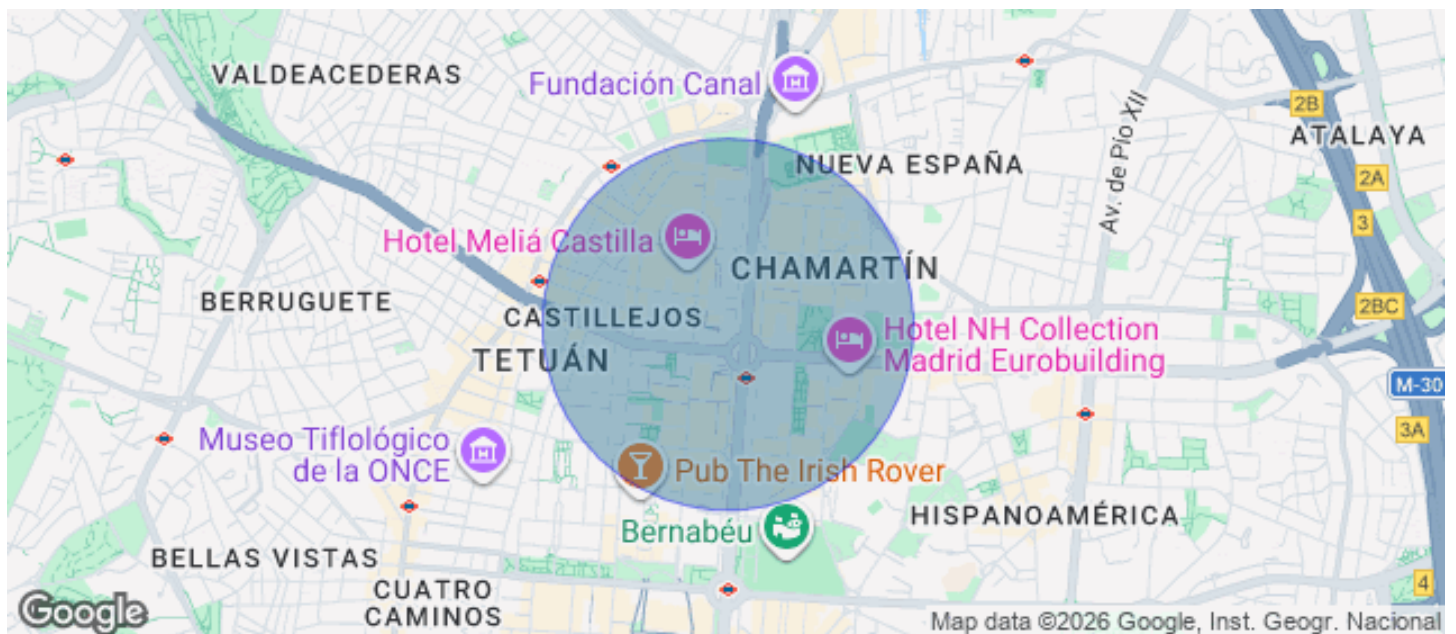 VALDEACEDERAS
Fundación Canal
2B
ATALAYA
NUEVA ESPAÑA
Av. de Pío XII
2A
3
Hotel Meliá Castilla
CHAMARTÍN
BERRUGUETE
CASTILLEJOS
2BC
Hotel NH Collection
Madrid Eurobuilding
TETUÁN
M-30
3A
Museo Tiflológico
de la ONCE
Pub The Irish Rover
Bernabéu
HISPANOAMÉRICA
BELLAS VISTAS
CUATRO
CAMINOS
4
Google
Map data ©2026 Google, Inst. Geogr. Nacional